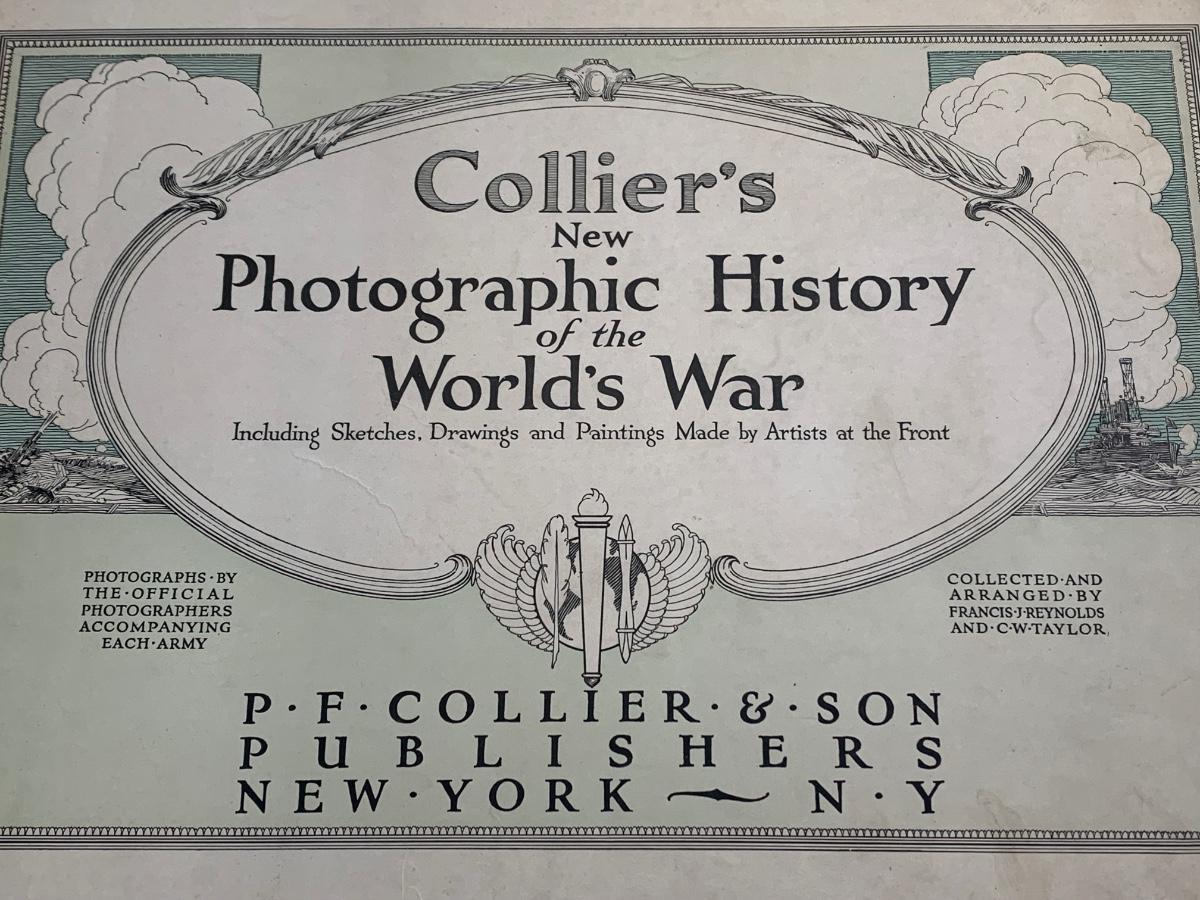 Collier's
New
Photographic History
of the
World's War
Including Sketches, Drawings and Paintings Made by Artists at the Front
PHOTOGRAPHS·BY
THE·OFFICIAL
PHOTOGRAPHERS
ACCOMPANYING
EACH·ARMY
COLLECTED·AND
ARRANGED·BY
FRANCIS·J·REYNOLDS
AND·C·W·TAYLOR
P·F·COLLIER·&·SON
PUBLISHERS
NEW·YORK — N·Y